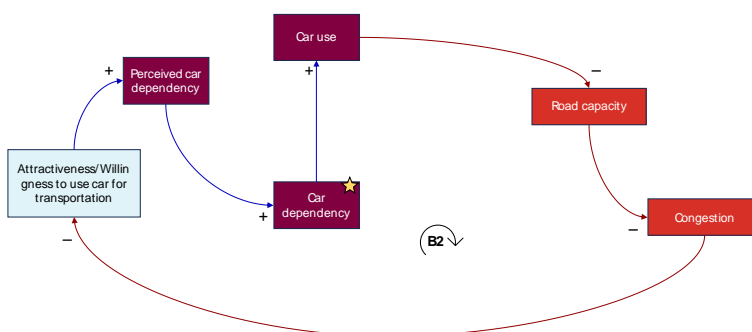 Car use
+
+
Perceived car
dependency
−
Road capacity
Attractiveness/Willin
gness to use car for
transportation
Car
dependency
+
−
Congestion
−
B2